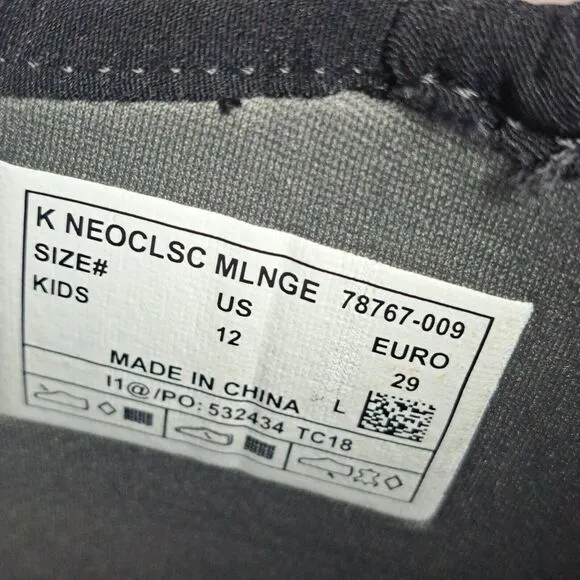 K NEOCLSC MLNGE 78767-009
SIZE# US EURO
KIDS 12 29
MADE IN CHINA L
I1@/PO: 532434 TC18